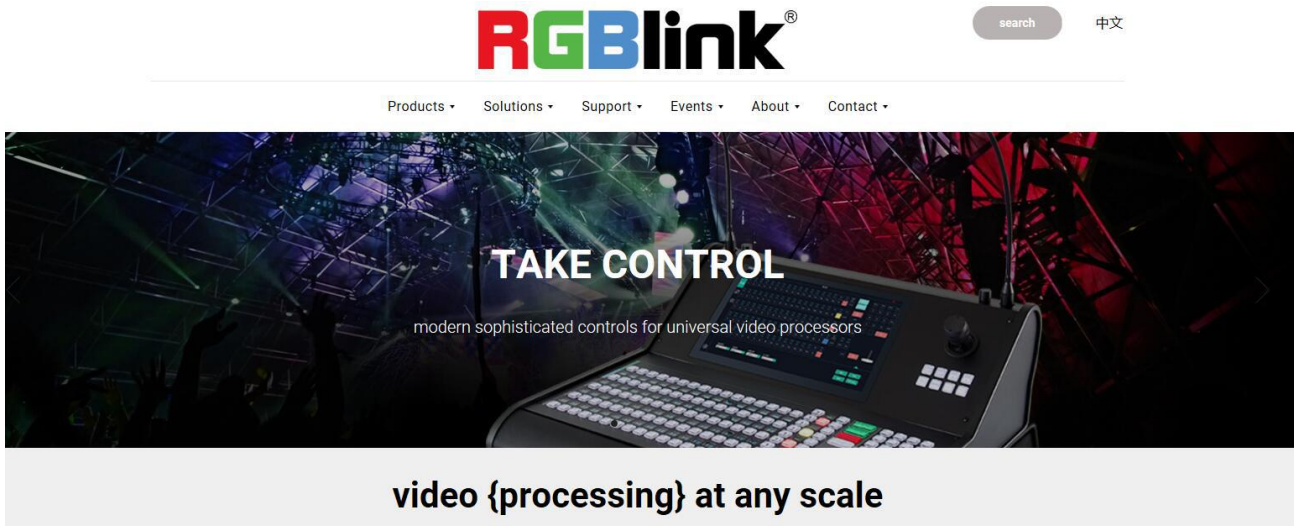 RGBlink®
search
中文
Products
Solutions
Support
Events
About
Contact
TAKE CONTROL
modern sophisticated controls for universal video processors
video {processing} at any scale